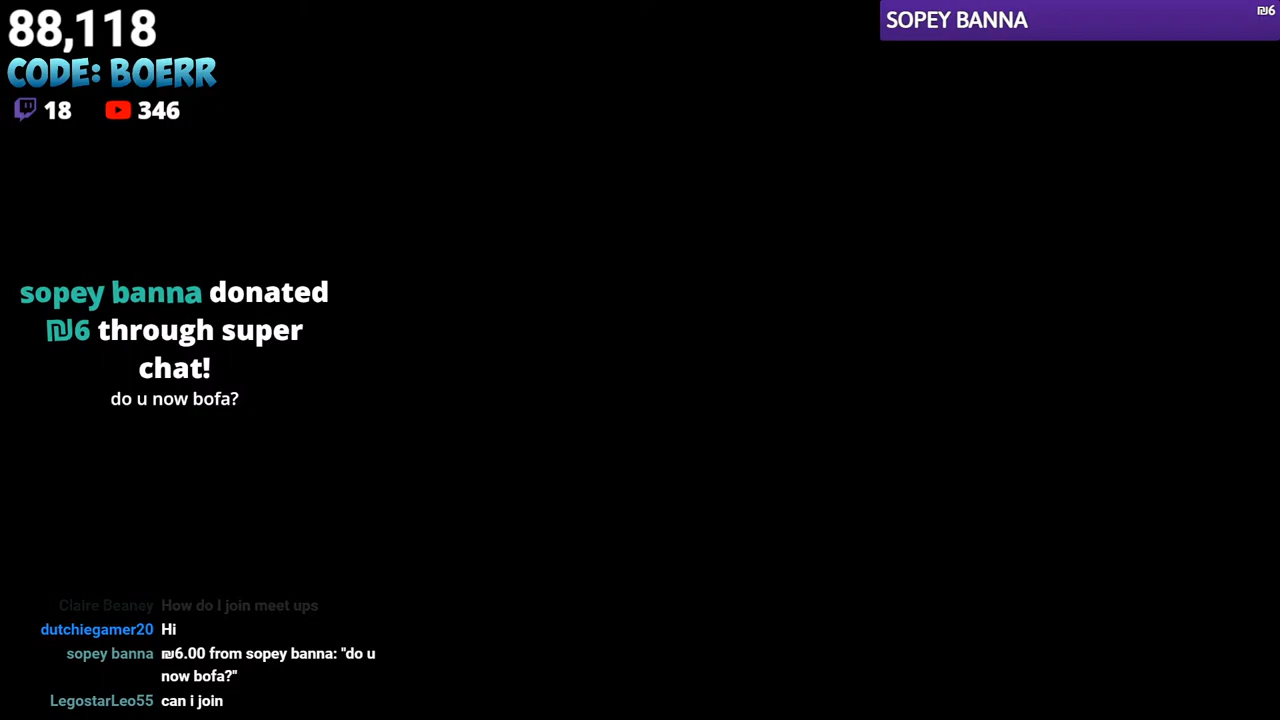 88,118
SOPEY BANNA
₪6
CODE: BOERR
18
346
sopey banna donated
₪6 through super
chat!
do u now bofa?
Claire Beaney How do I join meet ups
dutchiegamer20 Hi
sopey banna ₪6.00 from sopey banna: "do u
now bofa?"
LegostarLeo55 can i join